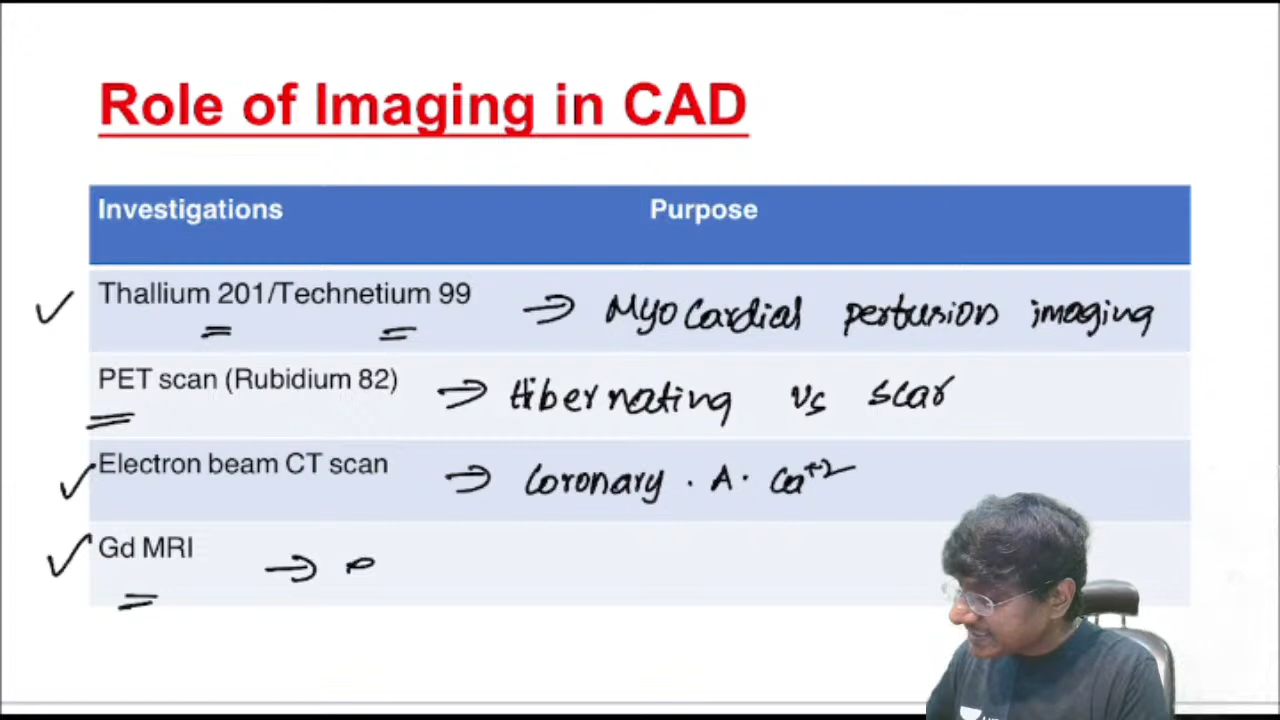 Role of Imaging in CAD
Investigations Purpose
Thallium 201/Technetium 99 → Myocardial perfusion imaging
PET scan (Rubidium 82) → Hibernating vs scar
Electron beam CT scan → Coronary . A. Ca+2
Gd MRI →